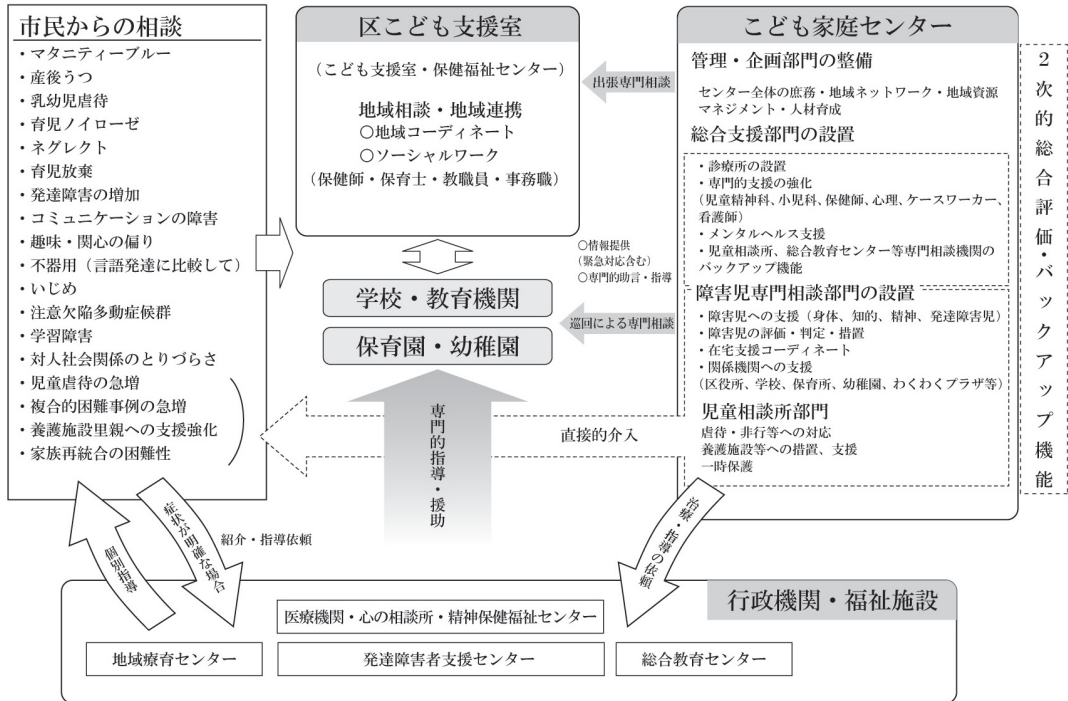 市民からの相談
・マタニティーブルー
・産後うつ
・乳幼児虐待
・育児ノイローゼ
・ネグレクト
・育児放棄
・発達障害の増加
・コミュニケーションの障害
・趣味・関心の偏り
・不器用（言語発達に比較して）
・いじめ
・注意欠陥多動症候群
・学習障害
・対人社会関係のとりづらさ
・児童虐待の急増
・複合的困難事例の急増
・養護施設里親への支援強化
・家族再統合の困難性
区こども支援室
（こども支援室・保健福祉センター）
地域相談・地域連携
○地域コーディネート
○ソーシャルワーク
（保健師・保育士・教職員・事務職）
学校・教育機関
保育園・幼稚園
出張専門相談
○情報提供
（緊急対応含む）
○専門的助言・指導
巡回による専門相談
専門的指導・援助
直接的介入
こども家庭センター
管理・企画部門の整備
センター全体の庶務・地域ネットワーク・地域資源
マネジメント・人材育成
総合支援部門の設置
・診療所の設置
・専門的支援の強化
（児童精神科、小児科、保健師、心理、ケースワーカー、
看護師）
・メンタルヘルス支援
・児童相談所、総合教育センター等専門相談機関の
バックアップ機能
障害児専門相談部門の設置
・障害児への支援（身体、知的、精神、発達障害児）
・障害児の評価・判定・措置
・在宅支援コーディネート
・関係機関への支援
（区役所、学校、保育所、幼稚園、わくわくプラザ等）
児童相談所部門
虐待・非行等への対応
養護施設等への措置、支援
一時保護
2次的総合評価・バックアップ機能
個別指導
症状が明確な場合
紹介・指導依頼
治療・指導の依頼
行政機関・福祉施設
医療機関・心の相談所・精神保健福祉センター
地域療育センター
発達障害者支援センター
総合教育センター